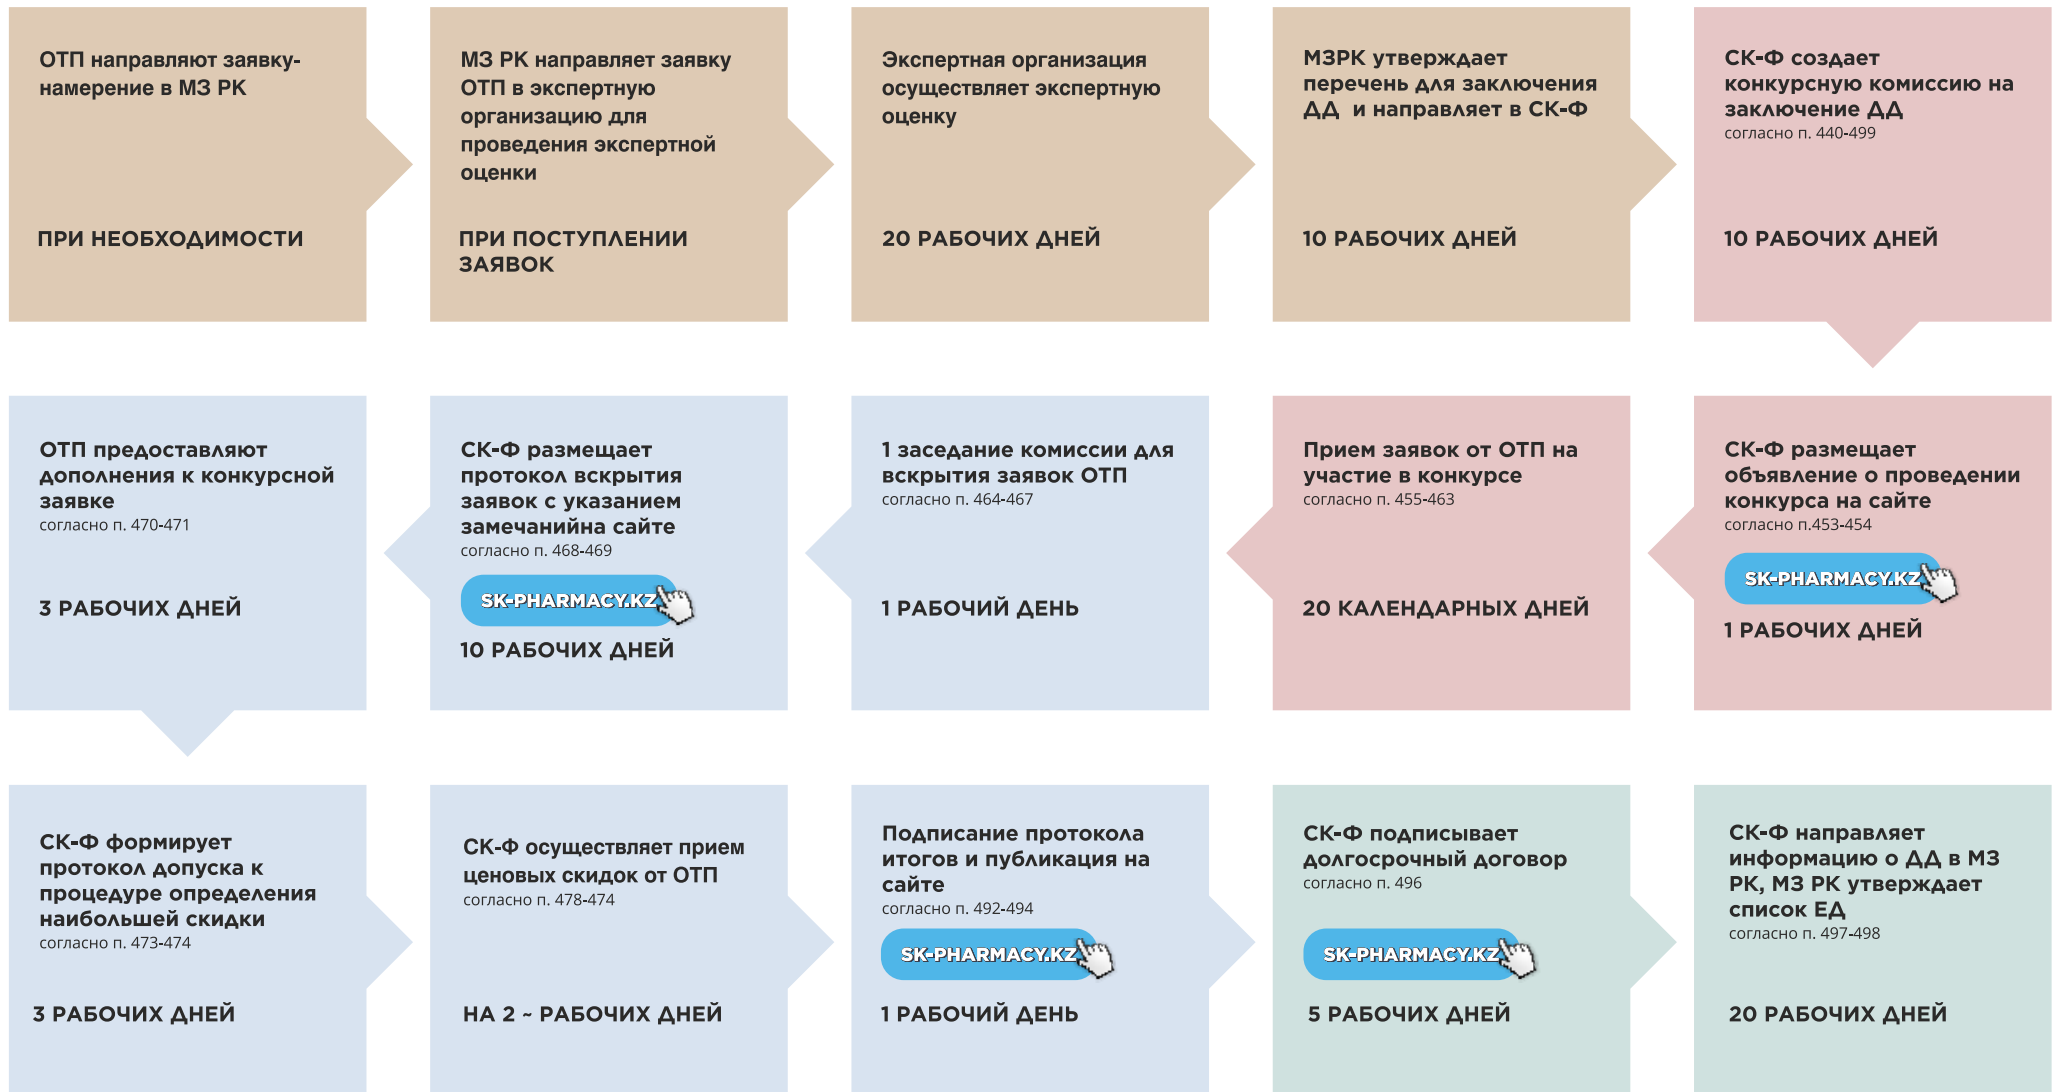 ОТП направляют заявку-
намерение в МЗ РК
ПРИ НЕОБХОДИМОСТИ
МЗ РК направляет заявку
ОТП в экспертную
организацию для
проведения экспертной
оценки
ПРИ ПОСТУПЛЕНИИ
ЗАЯВОК
Экспертная организация
осуществляет экспертную
оценку
20 РАБОЧИХ ДНЕЙ
МЗРК утверждает
перечень для заключения
ДД и направляет в СК-Ф
10 РАБОЧИХ ДНЕЙ
СК-Ф создает
конкурсную комиссию на
заключение ДД
согласно п. 440-499
10 РАБОЧИХ ДНЕЙ
СК-Ф размещает
объявление о проведении
конкурса на сайте
согласно п.453-454
SK-PHARMACY.KZ
1 РАБОЧИХ ДНЕЙ
Прием заявок от ОТП на
участие в конкурсе
согласно п. 455-463
20 КАЛЕНДАРНЫХ ДНЕЙ
1 заседание комиссии для
вскрытия заявок ОТП
согласно п. 464-467
1 РАБОЧИЙ ДЕНЬ
СК-Ф размещает
протокол вскрытия
заявок с указанием
замечанийна сайте
согласно п. 468-469
SK-PHARMACY.KZ
10 РАБОЧИХ ДНЕЙ
ОТП предоставляют
дополнения к конкурсной
заявке
согласно п. 470-471
3 РАБОЧИХ ДНЕЙ
СК-Ф формирует
протокол допуска к
процедуре определения
наибольшей скидки
согласно п. 473-474
3 РАБОЧИХ ДНЕЙ
СК-Ф осуществляет прием
ценовых скидок от ОТП
согласно п. 478-474
НА 2 ~ РАБОЧИХ ДНЕЙ
Подписание протокола
итогов и публикация на
сайте
согласно п. 492-494
SK-PHARMACY.KZ
1 РАБОЧИЙ ДЕНЬ
СК-Ф подписывает
долгосрочный договор
согласно п. 496
SK-PHARMACY.KZ
5 РАБОЧИХ ДНЕЙ
СК-Ф направляет
информацию о ДД в МЗ
РК, МЗ РК утверждает
список ЕД
согласно п. 497-498
20 РАБОЧИХ ДНЕЙ